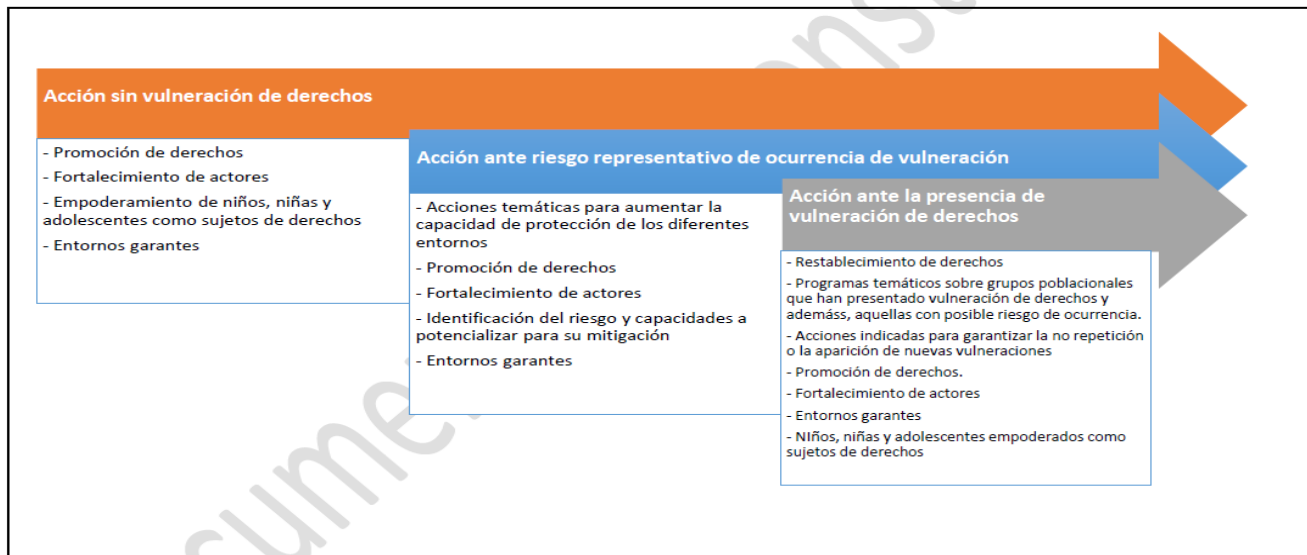 Acción sin vulneración de derechos
- Promoción de derechos
- Fortalecimiento de actores
- Empoderamiento de niños, niñas y
adolescentes como sujetos de derechos
- Entornos garantes
Acción ante riesgo representativo de ocurrencia de vulneración
- Acciones temáticas para aumentar la
capacidad de protección de los diferentes
entornos
- Promoción de derechos
- Fortalecimiento de actores
- Identificación del riesgo y capacidades a
potencializar para su mitigación
- Entornos garantes
Acción ante la presencia de
vulneración de derechos
- Restablecimiento de derechos
- Programas temáticos sobre grupos poblacionales
que han presentado vulneración de derechos y
ademáss, aquellas con posible riesgo de ocurrencia.
- Acciones indicadas para garantizar la no repetición
o la aparición de nuevas vulneraciones
- Promoción de derechos.
- Fortalecimiento de actores
- Entornos garantes
- NIños, niñas y adolescentes empoderados como
sujetos de derechos